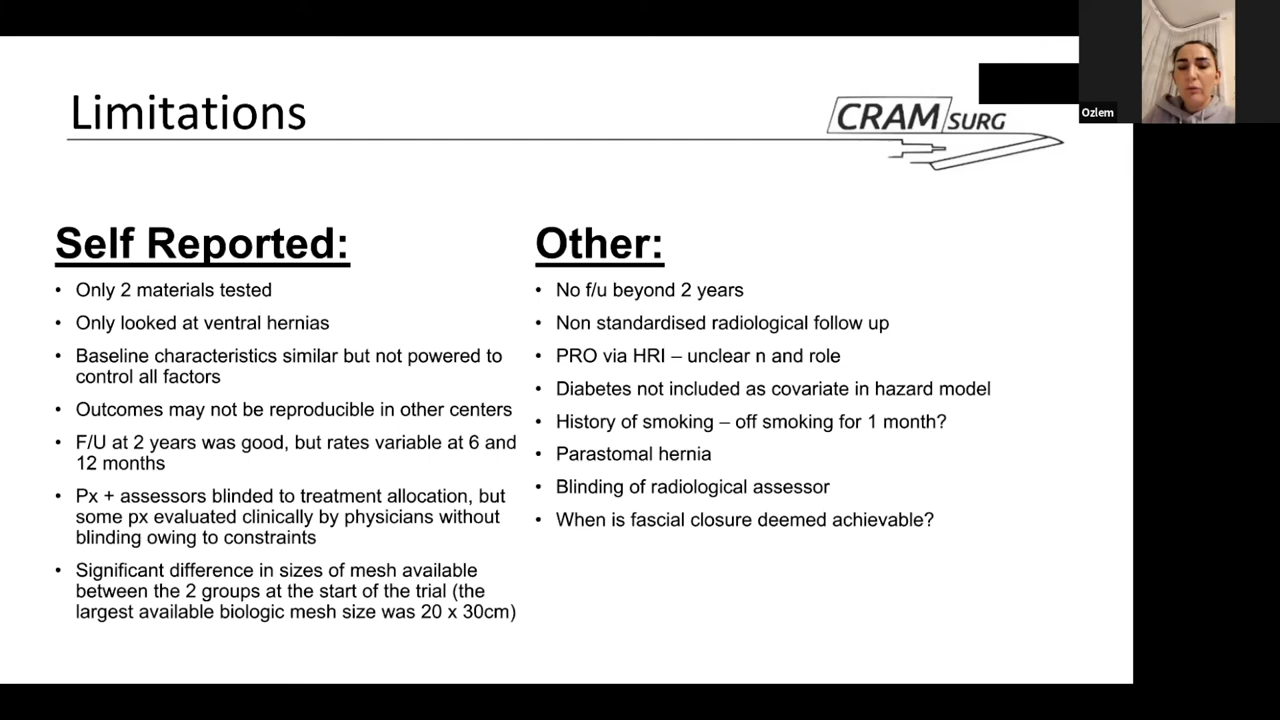 Limitations
CRAM SURG
Ozlem
Self Reported:
• Only 2 materials tested
• Only looked at ventral hernias
• Baseline characteristics similar but not powered to
control all factors
• Outcomes may not be reproducible in other centers
• F/U at 2 years was good, but rates variable at 6 and
12 months
• Px + assessors blinded to treatment allocation, but
some px evaluated clinically by physicians without
blinding owing to constraints
• Significant difference in sizes of mesh available
between the 2 groups at the start of the trial (the
largest available biologic mesh size was 20 x 30cm)
Other:
• No f/u beyond 2 years
• Non standardised radiological follow up
• PRO via HRI – unclear n and role
• Diabetes not included as covariate in hazard model
• History of smoking – off smoking for 1 month?
• Parastomal hernia
• Blinding of radiological assessor
• When is fascial closure deemed achievable?